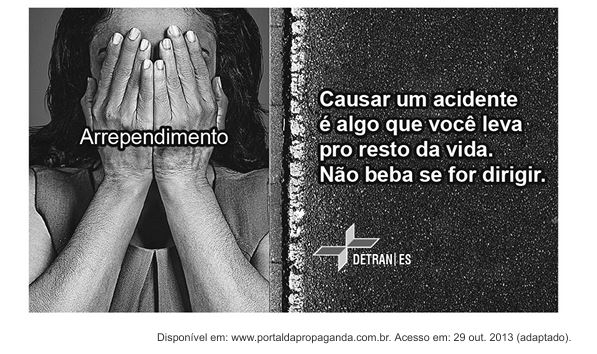 Arrependimento
Causar um acidente
é algo que você leva
pro resto da vida.
Não beba se for dirigir.
DETRAN|ES
Disponível em: www.portaldapropaganda.com.br. Acesso em: 29 out. 2013 (adaptado).